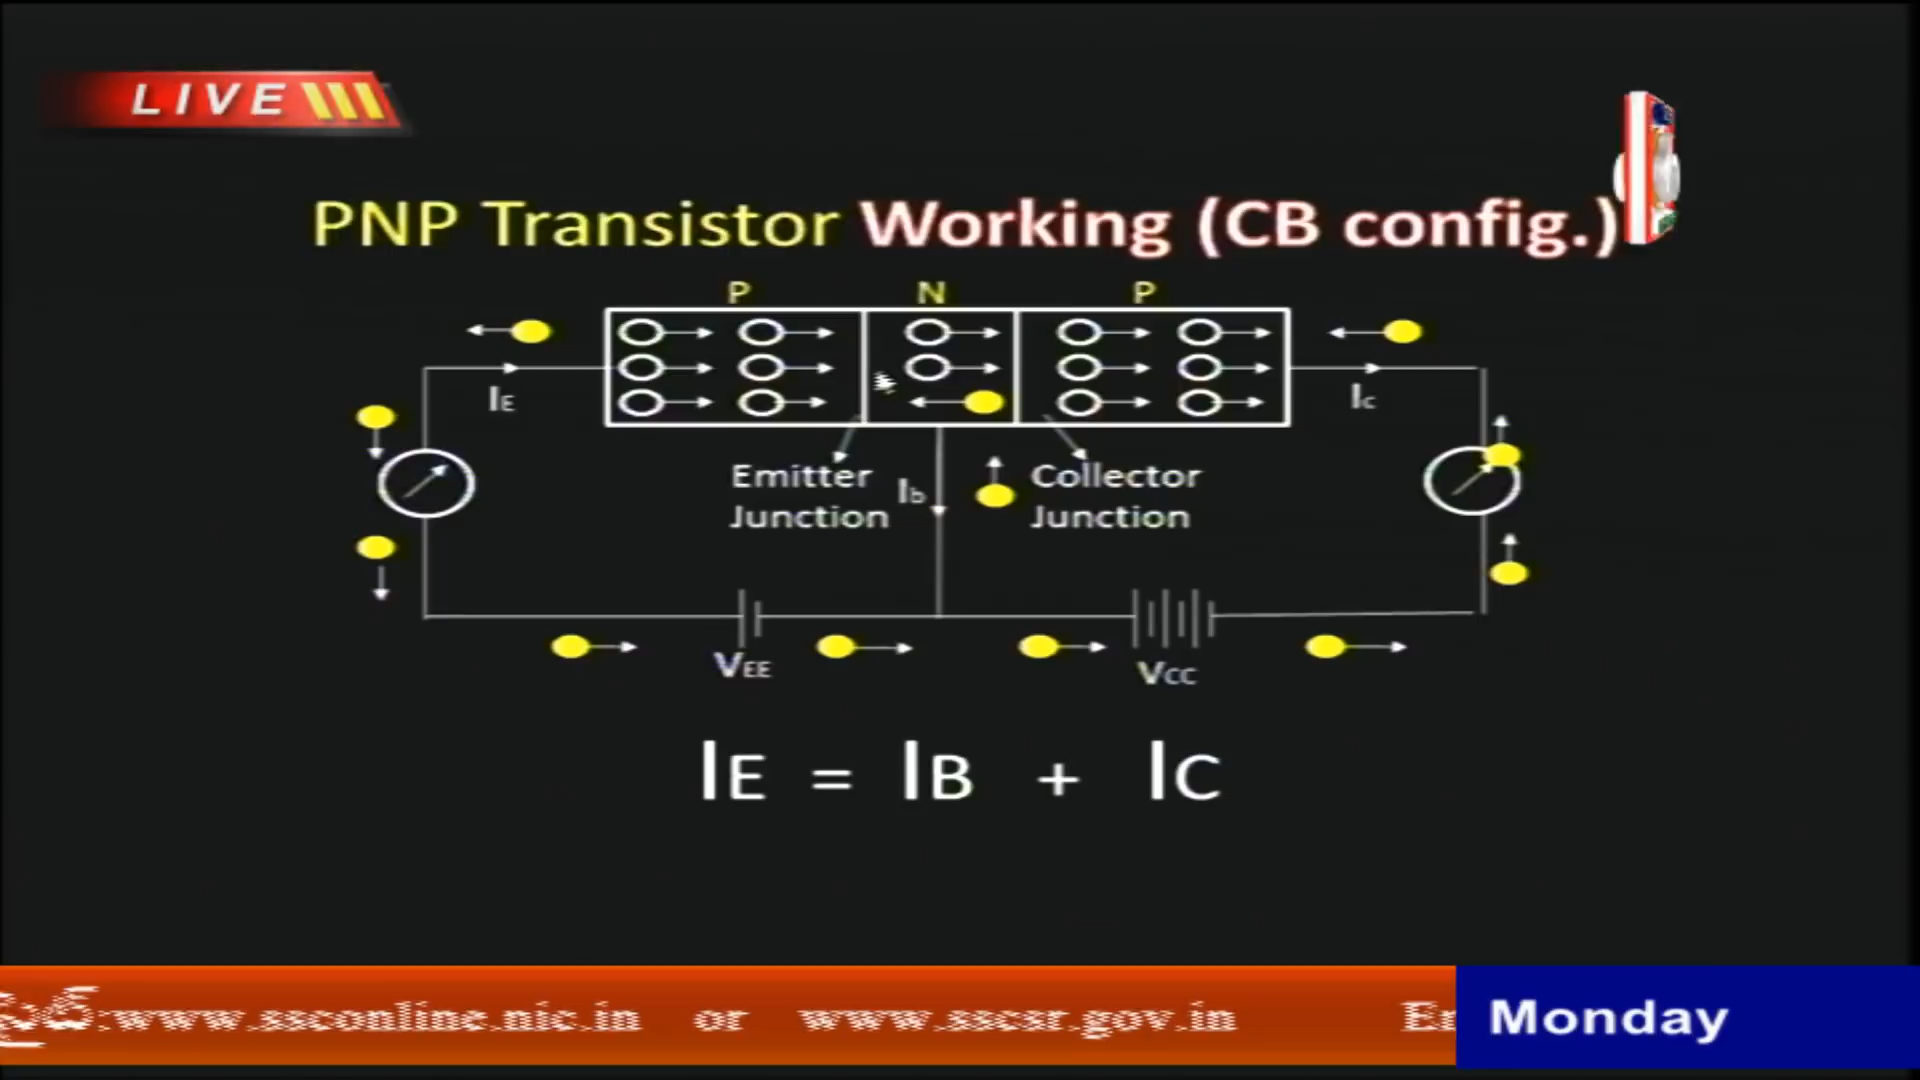 LIVE
PNP Transistor Working (CB config.)
P N P
IE
Ic
Emitter
Junction
Ib
Collector
Junction
VEE
VCC
IE = IB + IC
:www.ssconline.nic.in or www.sscsr.gov.in En
Monday